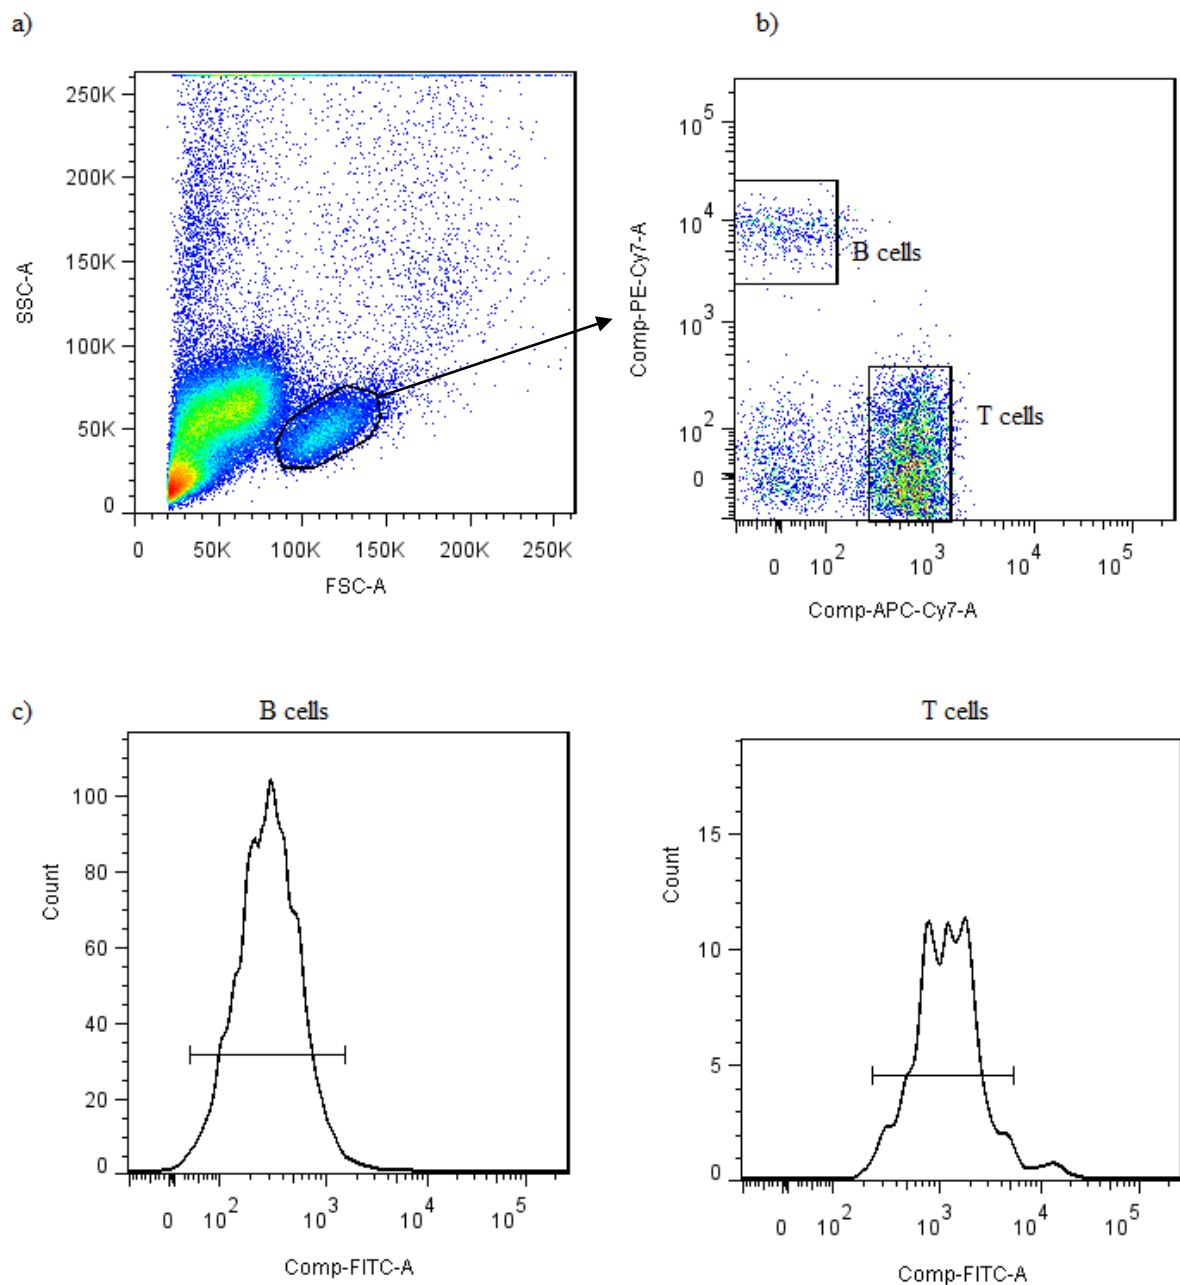 a)
b)
250K
200K
150K
100K
50K
0
SSC-A
0 50K 100K 150K 200K 250K
FSC-A
10^5
10^4
10^3
10^2
0
Comp-PE-Cy7-A
B cells
T cells
0 10^2 10^3 10^4 10^5
Comp-APC-Cy7-A
c)
B cells
100
80
60
40
20
0
Count
0 10^2 10^3 10^4 10^5
Comp-FITC-A
T cells
15
10
5
0
Count
0 10^2 10^3 10^4 10^5
Comp-FITC-A